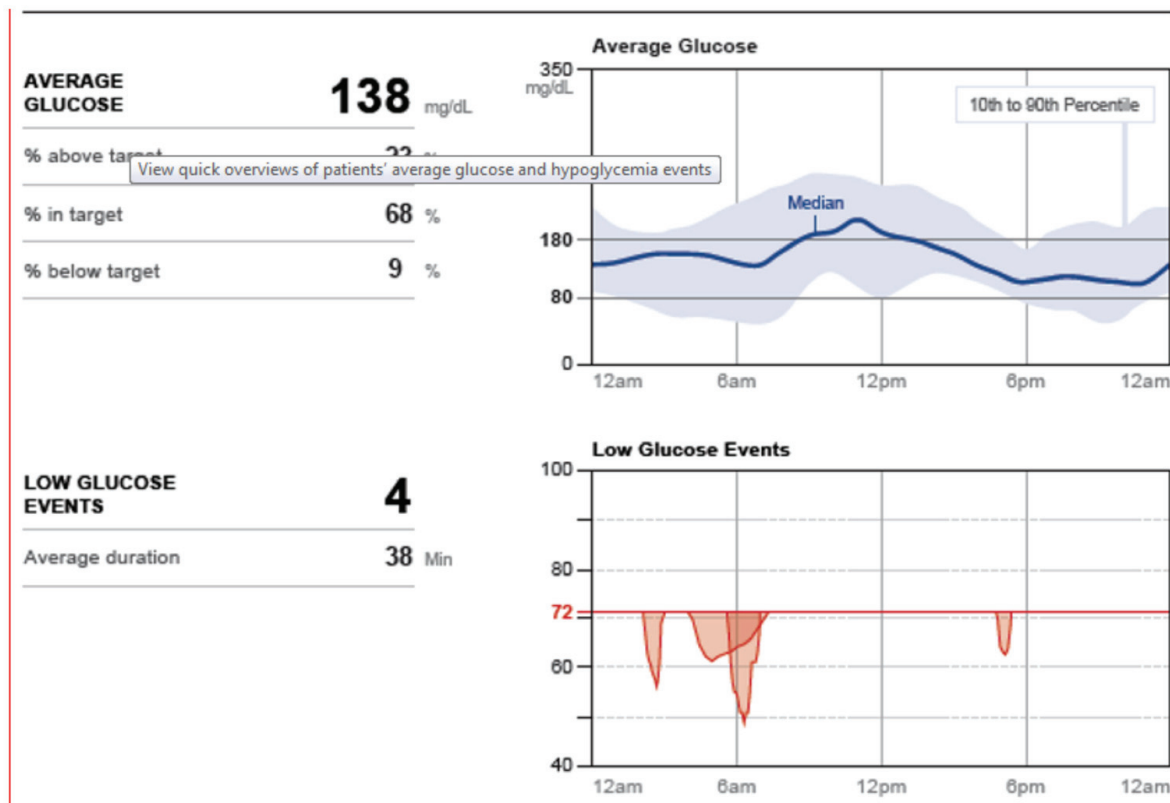 AVERAGE
GLUCOSE
138 mg/dL
% above target
View quick overviews of patients' average glucose and hypoglycemia events
% in target
68 %
% below target
9 %
Average Glucose
350
mg/dL
10th to 90th Percentile
Median
180
80
0
12am 6am 12pm 6pm 12am
LOW GLUCOSE
EVENTS
4
Average duration
38 Min
Low Glucose Events
100
80
72
60
40
12am 6am 12pm 6pm 12am